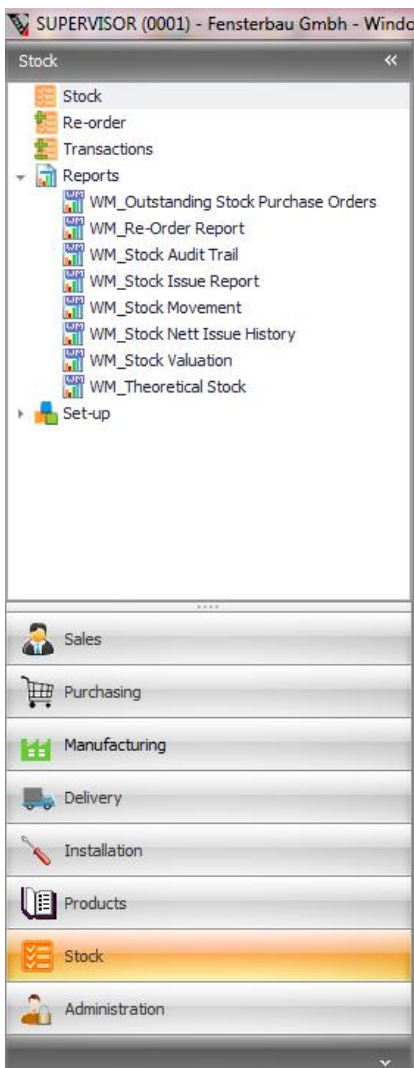 SUPERVISOR (0001) - Fensterbau Gmbh - Windo
Stock
Stock
Re-order
Transactions
Reports
WM_Outstanding Stock Purchase Orders
WM_Re-Order Report
WM_Stock Audit Trail
WM_Stock Issue Report
WM_Stock Movement
WM_Stock Nett Issue History
WM_Stock Valuation
WM_Theoretical Stock
Set-up
Sales
Purchasing
Manufacturing
Delivery
Installation
Products
Stock
Administration